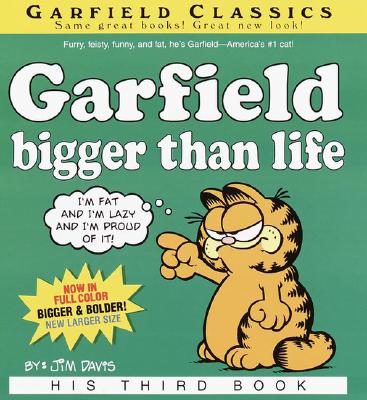 GARFIELD CLASSICS
Same great books! Great new look!
Furry, feisty, funny, and fat, he's Garfield—America's #1 cat!
Garfield
bigger than life
I'M FAT
AND I'M LAZY
AND I'M PROUD
OF IT!
NOW IN
FULL COLOR
BIGGER & BOLDER!
NEW LARGER SIZE
BY: JIM DAVIS
HIS THIRD BOOK